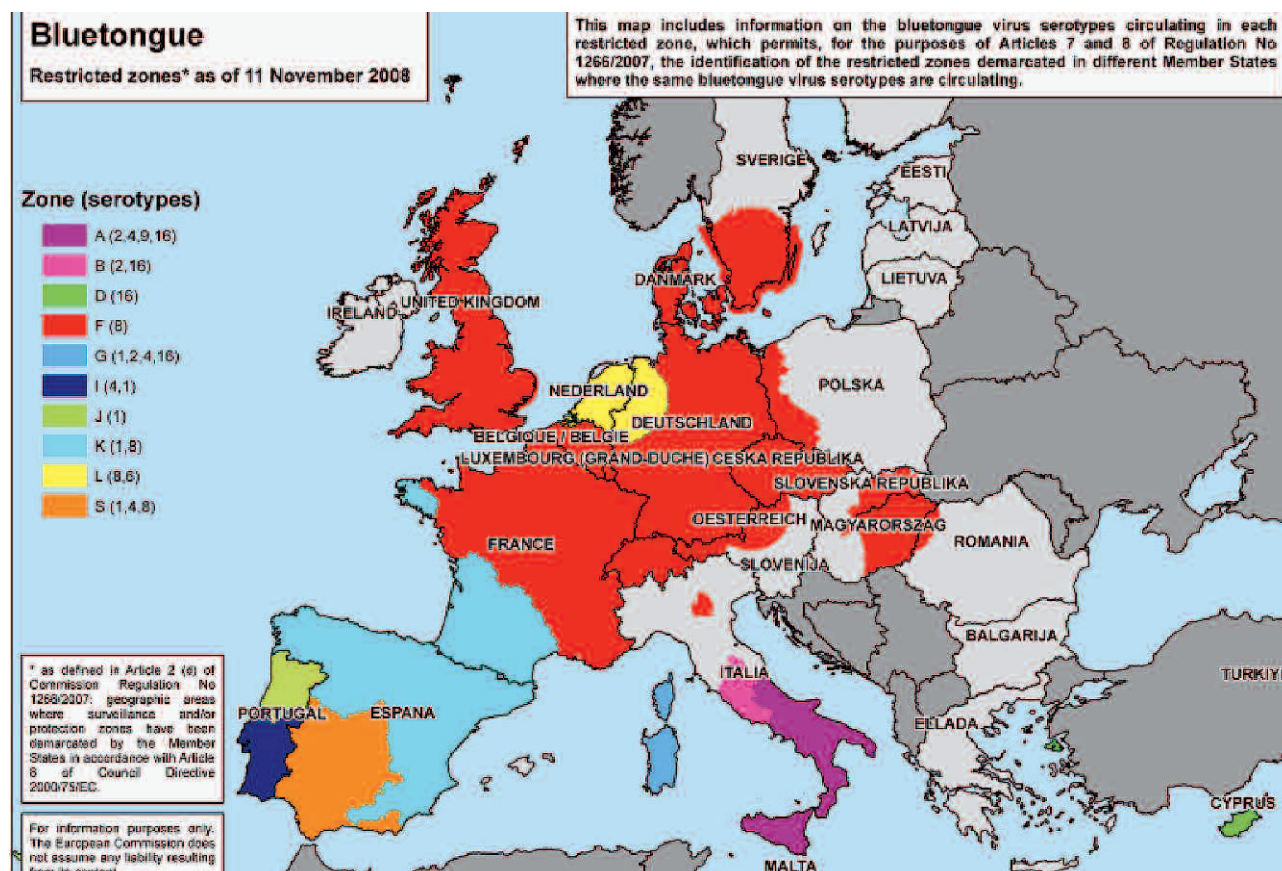 Bluetongue
Restricted zones* as of 11 November 2008
This map includes information on the bluetongue virus serotypes circulating in each
restricted zone, which permits, for the purposes of Articles 7 and 8 of Regulation No
1266/2007, the identification of the restricted zones demarcated in different Member States
where the same bluetongue virus serotypes are circulating.
Zone (serotypes)
A (2,4,9,16)
B (2,16)
D (16)
F (8)
G (1,2,4,16)
I (4,1)
J (1)
K (1,8)
L (8,6)
S (1,4,8)
SVERIGE
EESTI
LATVIJA
LIETUVA
DANMARK
UNITED KINGDOM
IRELAND
NEDERLAND
POLSKA
DEUTSCHLAND
BELGIQUE / BELGIE
LUXEMBOURG (GRAND-DUCHE)
CESKA REPUBLIKA
SLOVENSKA REPUBLIKA
OESTERREICH
MAGYARORSZAG
FRANCE
ROMANIA
SLOVENIJA
BALGARIJA
ITALIA
TURKIY
PORTUGAL
ESPANA
ELLADA
CYPRUS
MALTA
* as defined in Article 2 (d) of
Commission Regulation No
1266/2007: geographic areas
where surveillance and/or
protection zones have been
demarcated by the Member
States in accordance with Article
8 of Council Directive
2000/75/EC.
For information purposes only.
The European Commission does
not assume any liability resulting
from its content